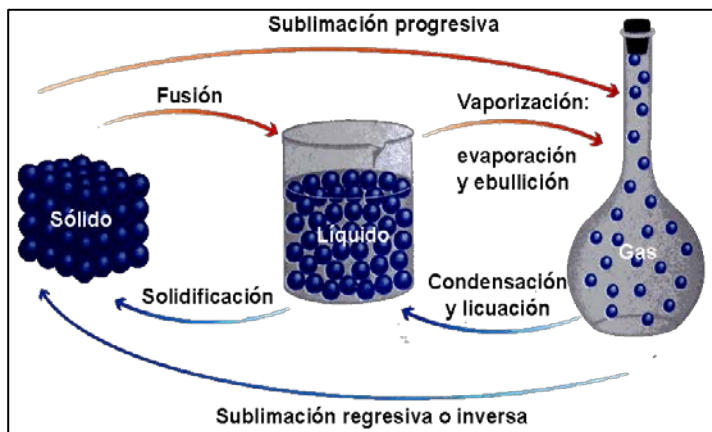 Sublimación progresiva
Fusión
Vaporización:
evaporación
y ebullición
Sólido
Líquido
Gas
Solidificación
Condensación
y licuación
Sublimación regresiva o inversa